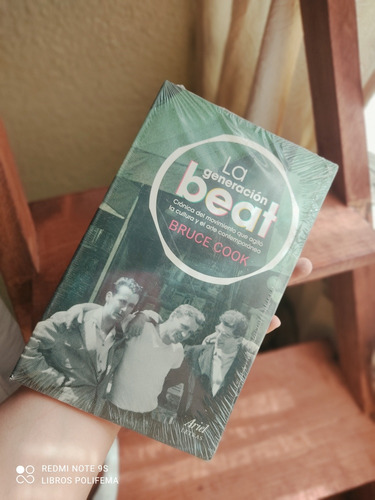 La
generación
beat
Crónica del movimiento que agitó
la cultura y el arte contemporáneo
BRUCE COOK
Ariel
REDMI NOTE 9S
LIBROS POLIFEMA